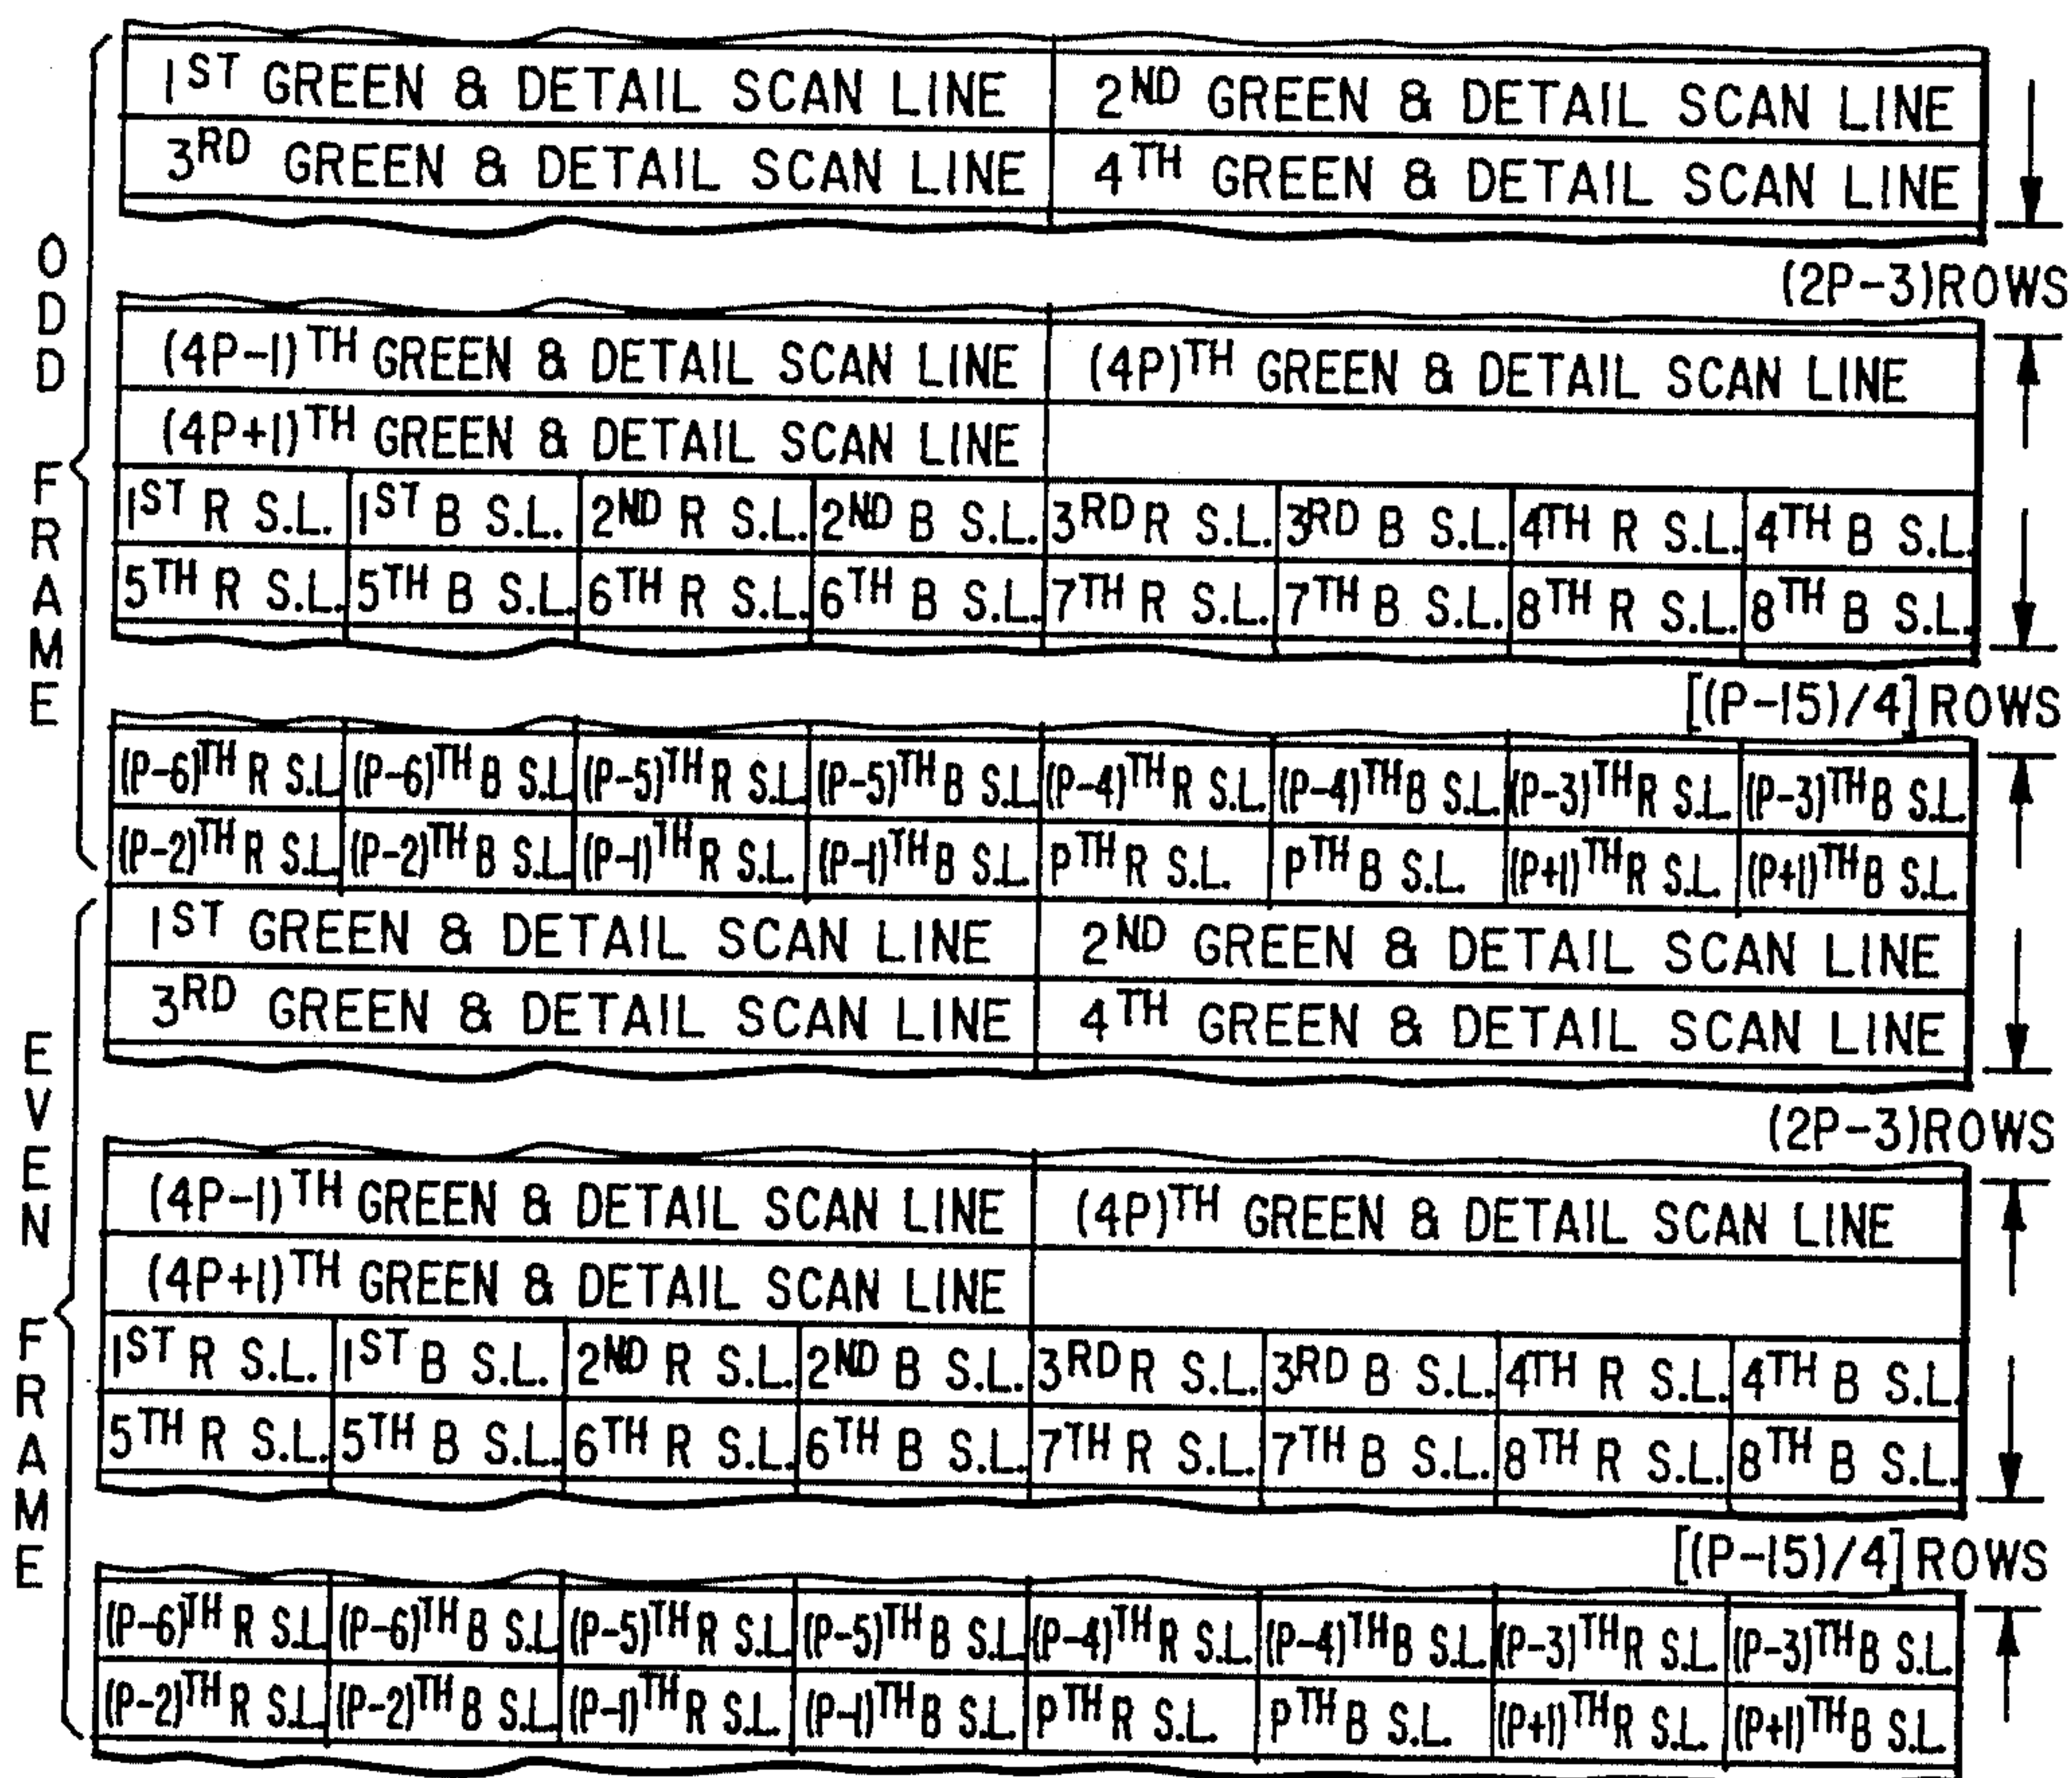 ODD FRAME
1ST GREEN & DETAIL SCAN LINE 2ND GREEN & DETAIL SCAN LINE
3RD GREEN & DETAIL SCAN LINE 4TH GREEN & DETAIL SCAN LINE
(2P-3)ROWS
(4P-1)TH GREEN & DETAIL SCAN LINE (4P)TH GREEN & DETAIL SCAN LINE
(4P+1)TH GREEN & DETAIL SCAN LINE
1ST R S.L. 1ST B S.L. 2ND R S.L. 2ND B S.L. 3RD R S.L. 3RD B S.L. 4TH R S.L. 4TH B S.L.
5TH R S.L. 5TH B S.L. 6TH R S.L. 6TH B S.L. 7TH R S.L. 7TH B S.L. 8TH R S.L. 8TH B S.L.
[(P-15)/4] ROWS
(P-6)TH R S.L. (P-6)TH B S.L. (P-5)TH R S.L. (P-5)TH B S.L. (P-4)TH R S.L. (P-4)TH B S.L. (P-3)TH R S.L. (P-3)TH B S.L.
(P-2)TH R S.L. (P-2)TH B S.L. (P-1)TH R S.L. (P-1)TH B S.L. PTH R S.L. PTH B S.L. (P+1)TH R S.L. (P+1)TH B S.L.
EVEN FRAME
1ST GREEN & DETAIL SCAN LINE 2ND GREEN & DETAIL SCAN LINE
3RD GREEN & DETAIL SCAN LINE 4TH GREEN & DETAIL SCAN LINE
(2P-3)ROWS
(4P-1)TH GREEN & DETAIL SCAN LINE (4P)TH GREEN & DETAIL SCAN LINE
(4P+1)TH GREEN & DETAIL SCAN LINE
1ST R S.L. 1ST B S.L. 2ND R S.L. 2ND B S.L. 3RD R S.L. 3RD B S.L. 4TH R S.L. 4TH B S.L.
5TH R S.L. 5TH B S.L. 6TH R S.L. 6TH B S.L. 7TH R S.L. 7TH B S.L. 8TH R S.L. 8TH B S.L.
[(P-15)/4] ROWS
(P-6)TH R S.L. (P-6)TH B S.L. (P-5)TH R S.L. (P-5)TH B S.L. (P-4)TH R S.L. (P-4)TH B S.L. (P-3)TH R S.L. (P-3)TH B S.L.
(P-2)TH R S.L. (P-2)TH B S.L. (P-1)TH R S.L. (P-1)TH B S.L. PTH R S.L. PTH B S.L. (P+1)TH R S.L. (P+1)TH B S.L.